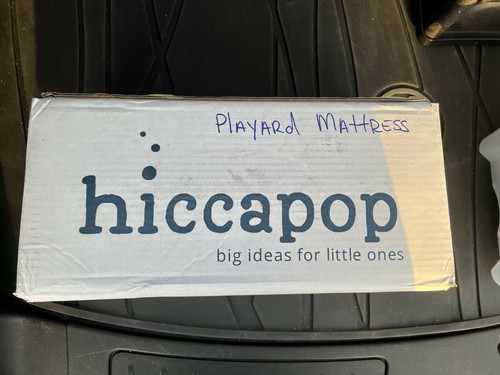 Playard Mattress
hiccapop
big ideas for little ones